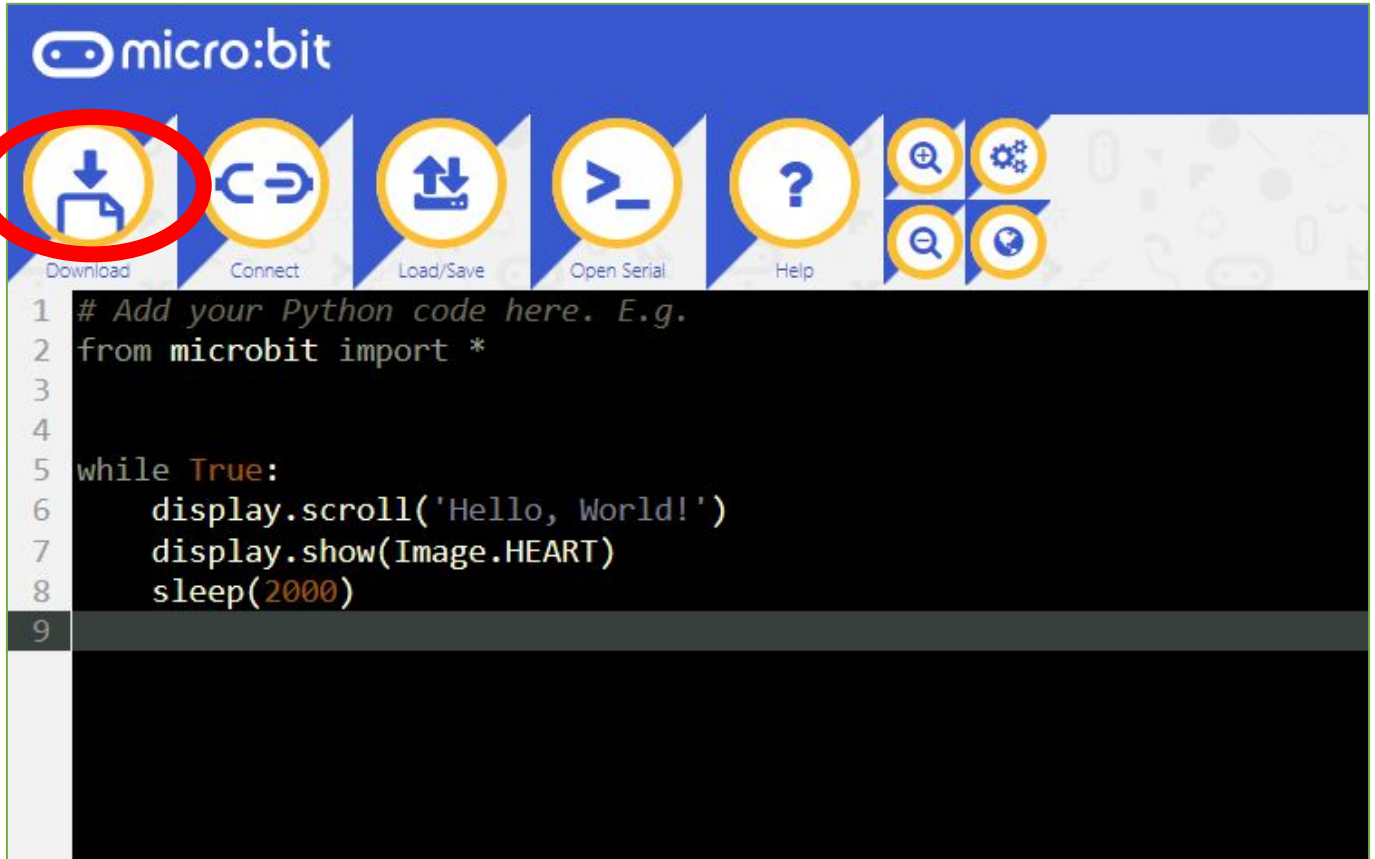 micro:bit
Download Connect Load/Save Open Serial Help
1 # Add your Python code here. E.g.
2 from microbit import *
3
4
5 while True:
6     display.scroll('Hello, World!')
7     display.show(Image.HEART)
8     sleep(2000)
9